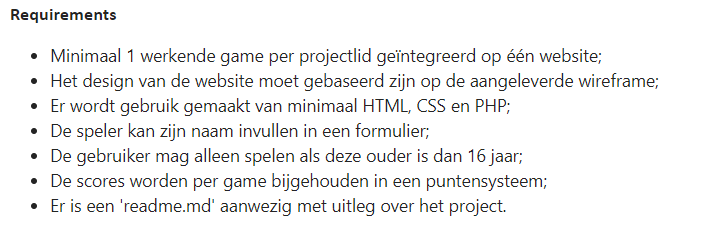 Requirements
• Minimaal 1 werkende game per projectlid geïntegreerd op één website;
• Het design van de website moet gebaseerd zijn op de aangeleverde wireframe;
• Er wordt gebruik gemaakt van minimaal HTML, CSS en PHP;
• De speler kan zijn naam invullen in een formulier;
• De gebruiker mag alleen spelen als deze ouder is dan 16 jaar;
• De scores worden per game bijgehouden in een puntensysteem;
• Er is een 'readme.md' aanwezig met uitleg over het project.